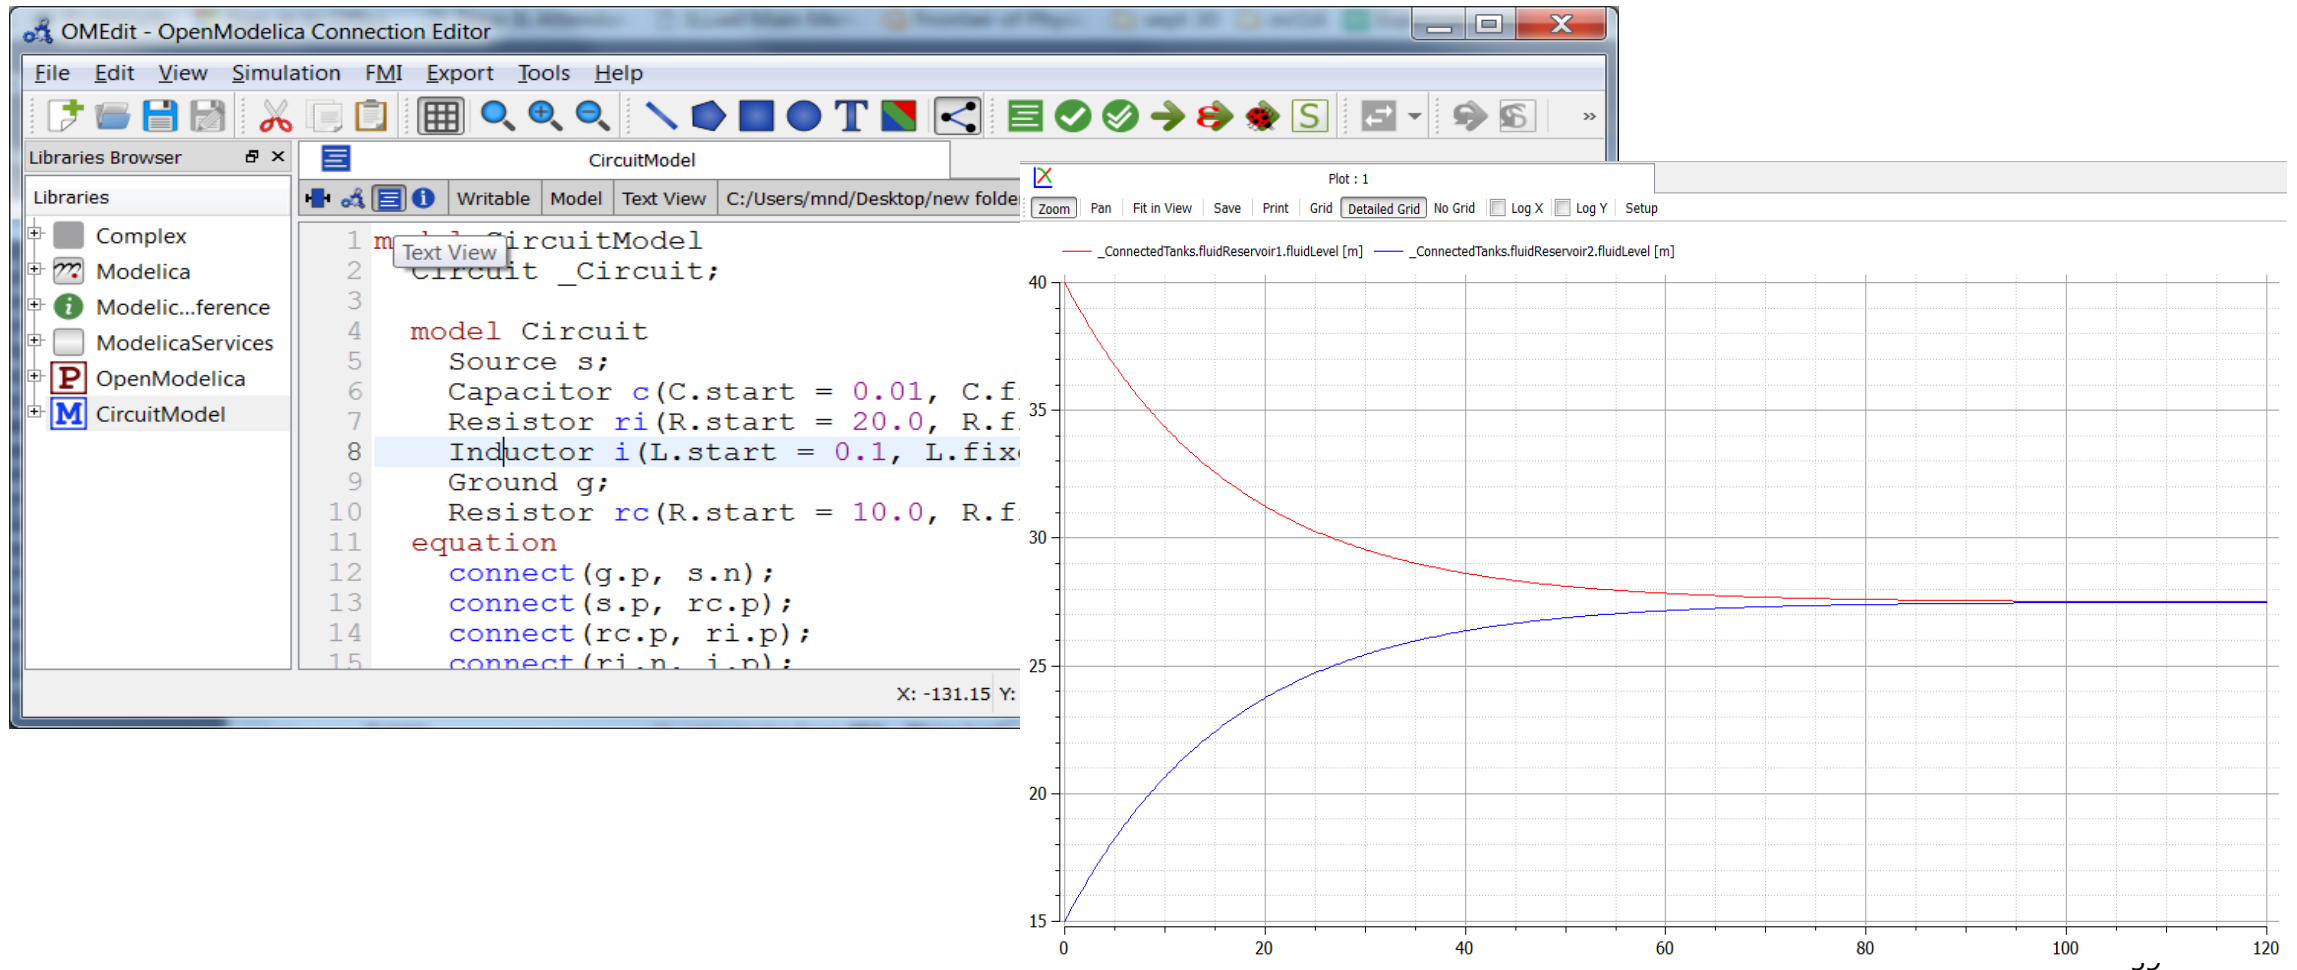 OMEdit - OpenModelica Connection Editor
File Edit View Simulation FMI Export Tools Help
Libraries Browser
CircuitModel
Libraries
Writable Model Text View C:/Users/mnd/Desktop/new folde
Complex
Modelica
Modelic...ference
ModelicaServices
OpenModelica
CircuitModel
Text View
1 m CircuitModel
2 Circuit _Circuit;
3
4 model Circuit
5 Source s;
6 Capacitor c(C.start = 0.01, C.f
7 Resistor ri(R.start = 20.0, R.f
8 Inductor i(L.start = 0.1, L.fix
9 Ground g;
10 Resistor rc(R.start = 10.0, R.f
11 equation
12 connect(g.p, s.n);
13 connect(s.p, rc.p);
14 connect(rc.p, ri.p);
15 connect(ri.n, i.p);
X: -131.15 Y:
Plot : 1
Zoom Pan Fit in View Save Print Grid Detailed Grid No Grid Log X Log Y Setup
_ConnectedTanks.fluidReservoir1.fluidLevel [m] _ConnectedTanks.fluidReservoir2.fluidLevel [m]
40
35
30
25
20
15
0 20 40 60 80 100 120